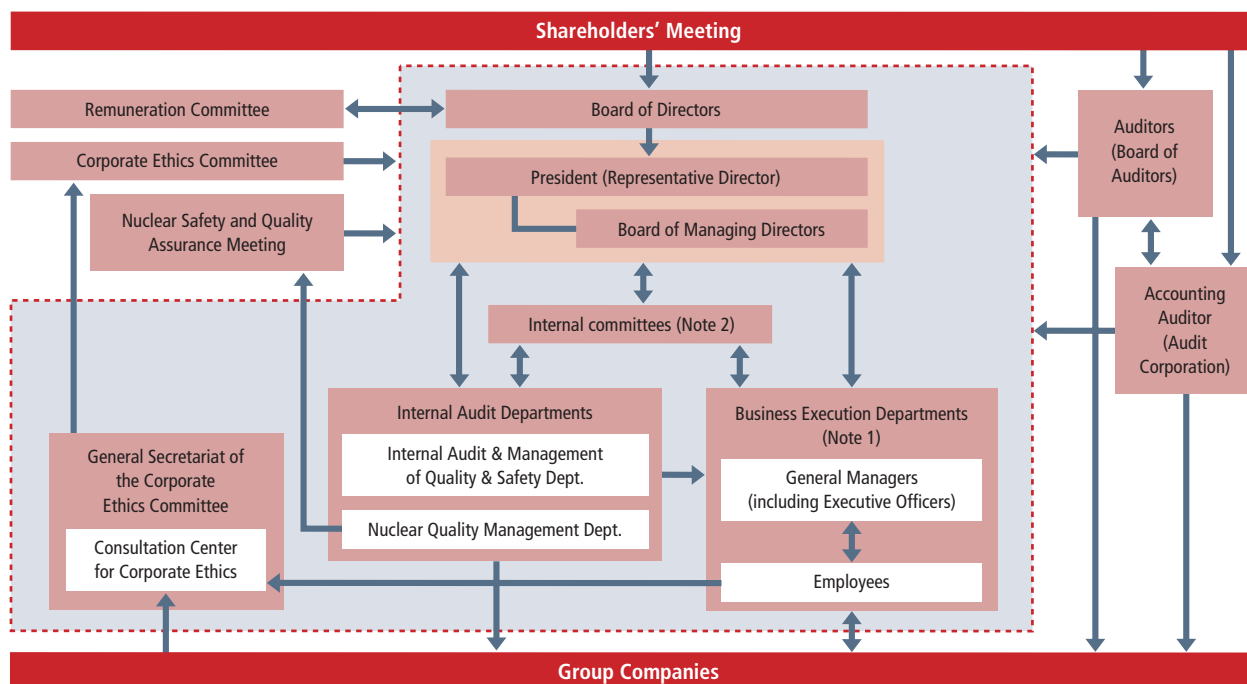 Shareholders' Meeting
Remuneration Committee
Board of Directors
Corporate Ethics Committee
Auditors
(Board of
Auditors)
President (Representative Director)
Nuclear Safety and Quality
Assurance Meeting
Board of Managing Directors
Accounting
Auditor
(Audit
Corporation)
Internal committees (Note 2)
Internal Audit Departments
Internal Audit & Management
of Quality & Safety Dept.
Nuclear Quality Management Dept.
Business Execution Departments
(Note 1)
General Managers
(including Executive Officers)
Employees
General Secretariat of
the Corporate
Ethics Committee
Consultation Center
for Corporate Ethics
Group Companies